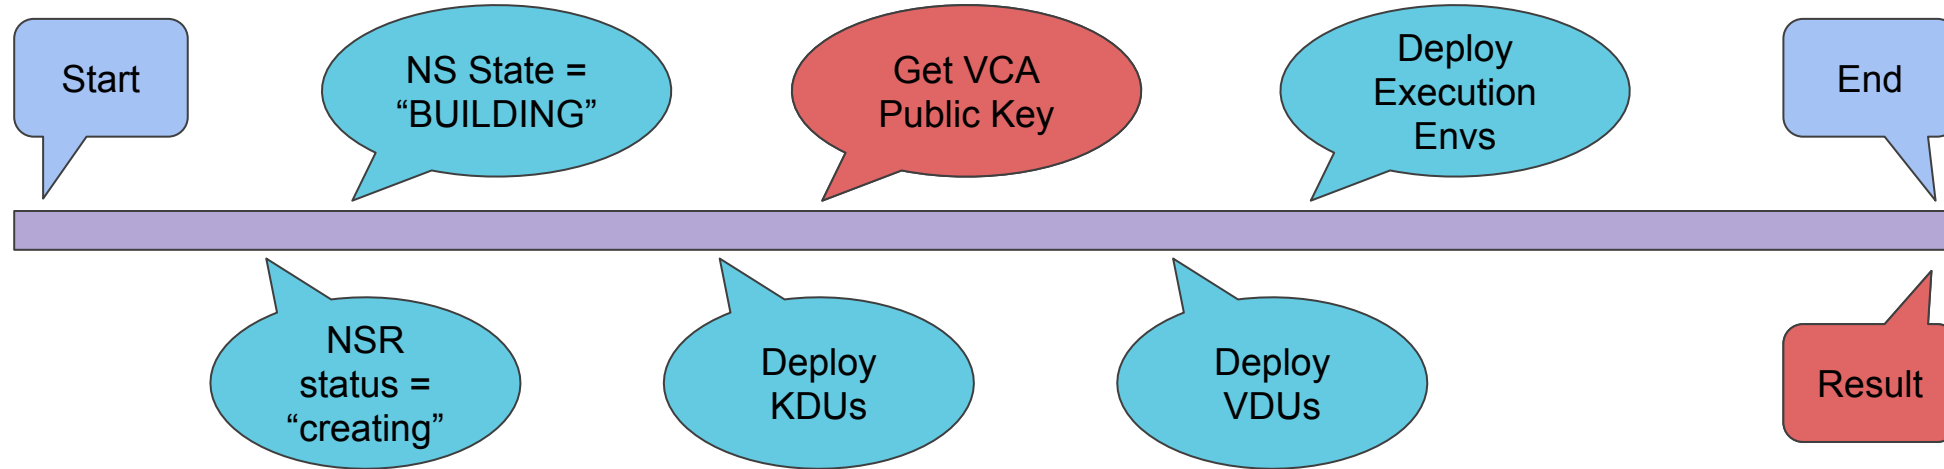 Start
NS State =
“BUILDING”
Get VCA
Public Key
Deploy
Execution
Envs
End
NSR
status =
“creating”
Deploy
KDUs
Deploy
VDUs
Result